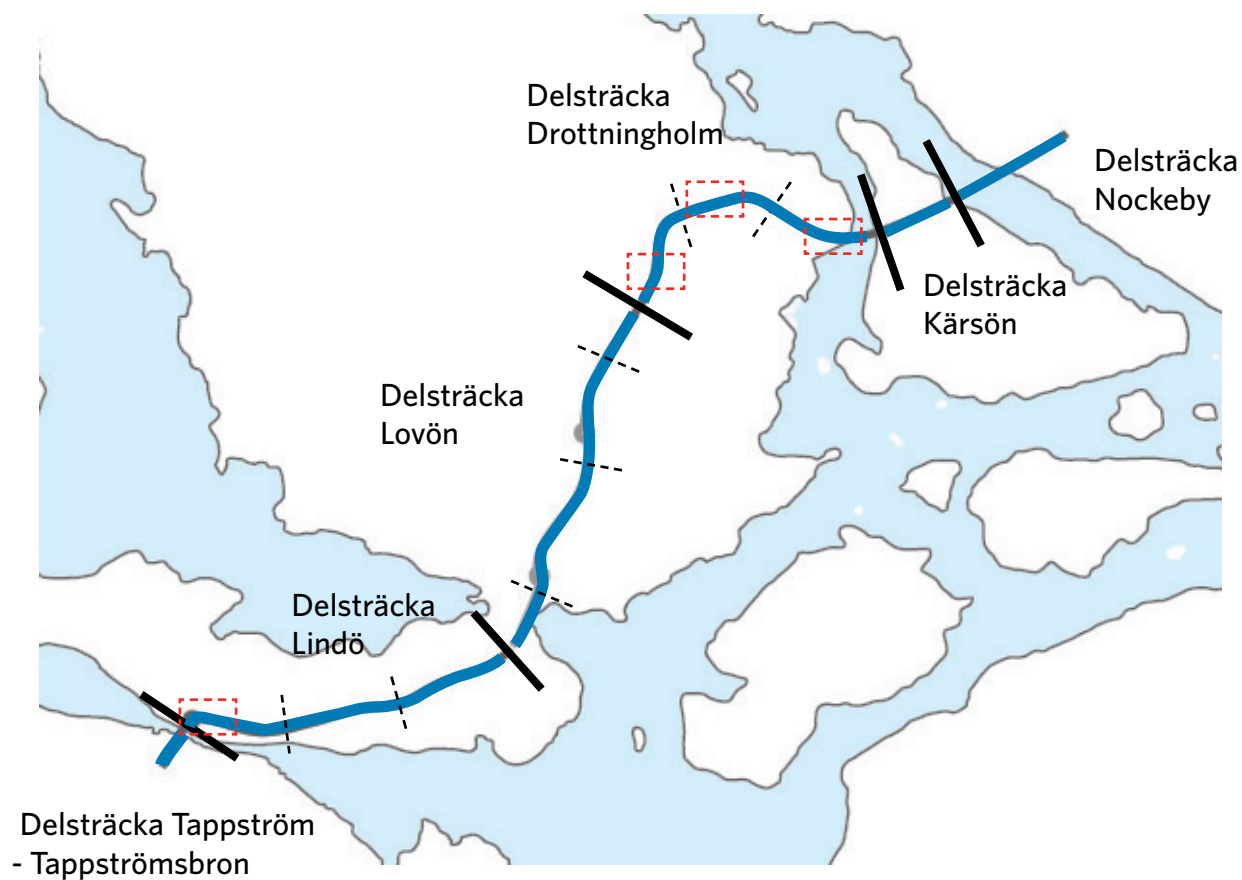 Delsträcka
Drottningholm
Delsträcka
Nockeby
Delsträcka
Kärsön
Delsträcka
Lovön
Delsträcka
Lindö
Delsträcka Tappström
- Tappströmsbron